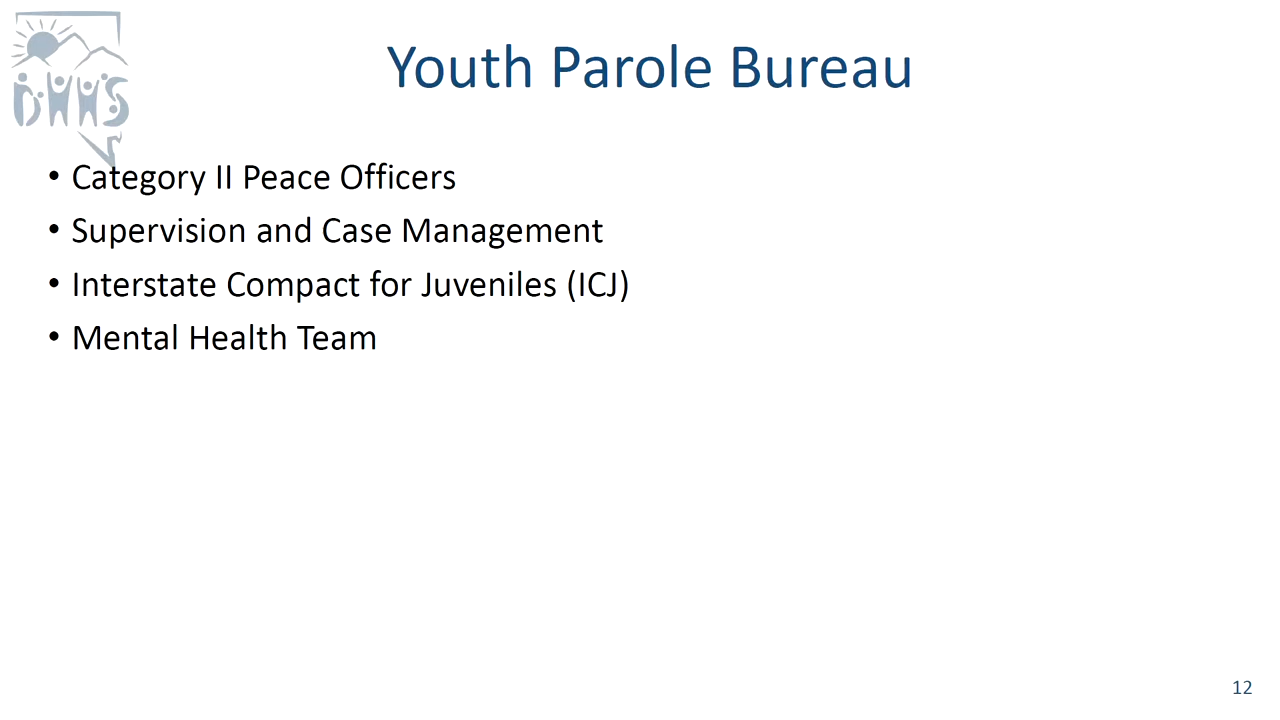 DHHS
Youth Parole Bureau
• Category II Peace Officers
• Supervision and Case Management
• Interstate Compact for Juveniles (ICJ)
• Mental Health Team
12